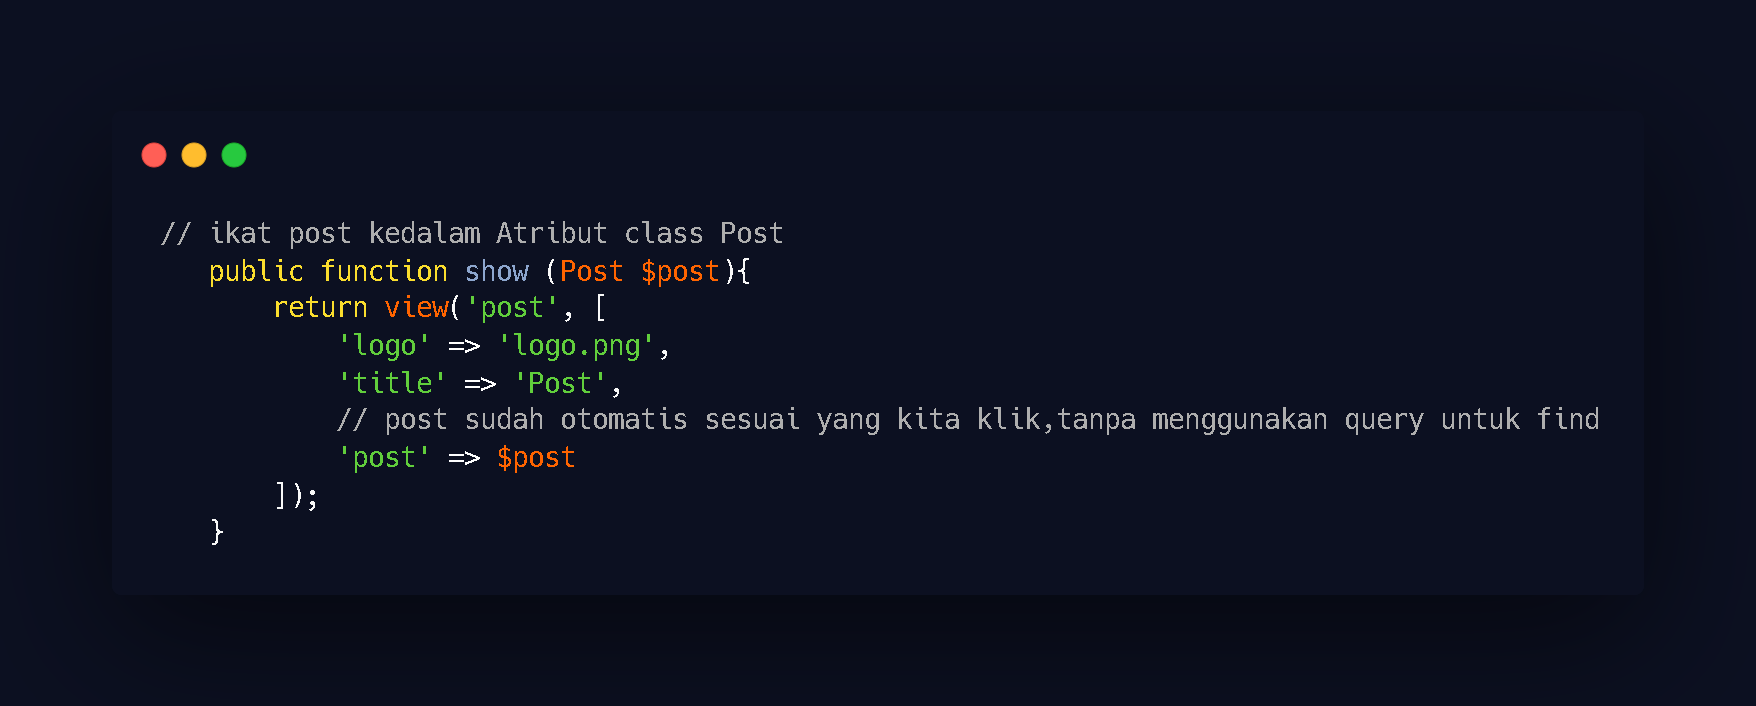 // ikat post kedalam Atribut class Post
public function show (Post $post){
return view('post', [
'logo' => 'logo.png',
'title' => 'Post',
// post sudah otomatis sesuai yang kita klik,tanpa menggunakan query untuk find
'post' => $post
]);
}